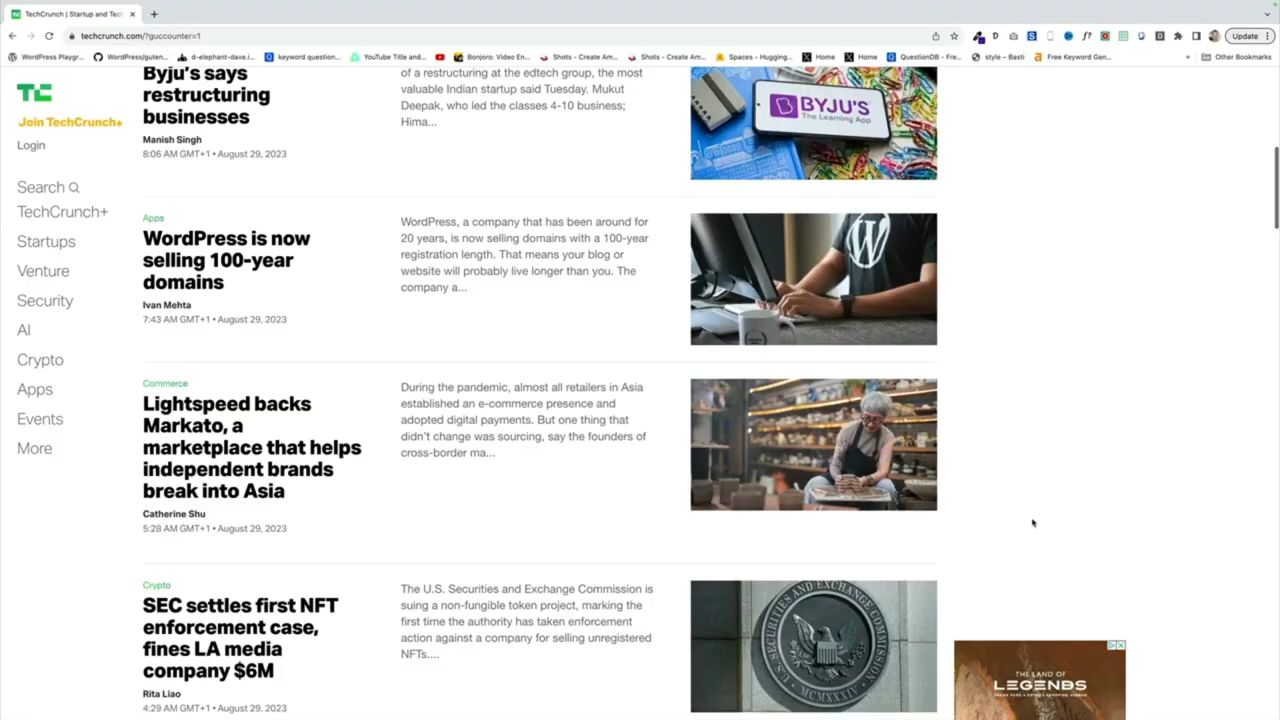 TechCrunch | Startup and Tech
techcrunch.com/?guccounter=1
Update
WordPress Playgr...
WordPress/guten...
d-elephant-dave.i...
keyword question...
YouTube Title and...
Bonjoro: Video En...
Shots - Create Am...
Shots - Create Am...
Spaces - Hugging...
Home
Home
QuestionDB - Fre...
style – Basti
Free Keyword Gen...
»
Other Bookmarks
TC
Join TechCrunch+
Login
Search
TechCrunch+
Startups
Venture
Security
AI
Crypto
Apps
Events
More
Byju's says
restructuring
businesses
Manish Singh
8:06 AM GMT+1 • August 29, 2023
of a restructuring at the edtech group, the most
valuable Indian startup said Tuesday. Mukut
Deepak, who led the classes 4-10 business;
Hima...
BYJU'S
The Learning App
Apps
WordPress is now
selling 100-year
domains
Ivan Mehta
7:43 AM GMT+1 • August 29, 2023
WordPress, a company that has been around for
20 years, is now selling domains with a 100-year
registration length. That means your blog or
website will probably live longer than you. The
company a...
Commerce
Lightspeed backs
Markato, a
marketplace that helps
independent brands
break into Asia
Catherine Shu
5:28 AM GMT+1 • August 29, 2023
During the pandemic, almost all retailers in Asia
established an e-commerce presence and
adopted digital payments. But one thing that
didn't change was sourcing, say the founders of
cross-border ma...
Crypto
SEC settles first NFT
enforcement case,
fines LA media
company $6M
Rita Liao
4:29 AM GMT+1 • August 29, 2023
The U.S. Securities and Exchange Commission is
suing a non-fungible token project, marking the
first time the authority has taken enforcement
action against a company for selling unregistered
NFTs....
U.S. SECURITIES AND EXCHANGE COMMISSION
MCMXXXIV
THE LAND OF
LEGENDS